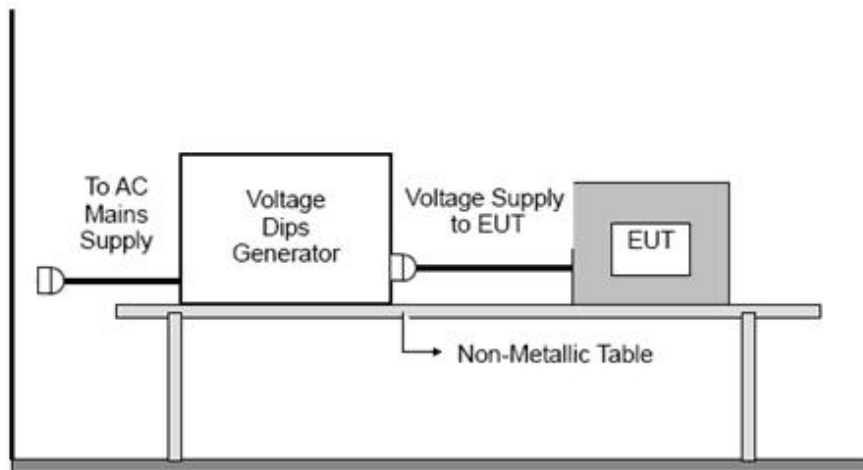 To AC
Mains
Supply
Voltage
Dips
Generator
Voltage Supply
to EUT
EUT
Non-Metallic Table